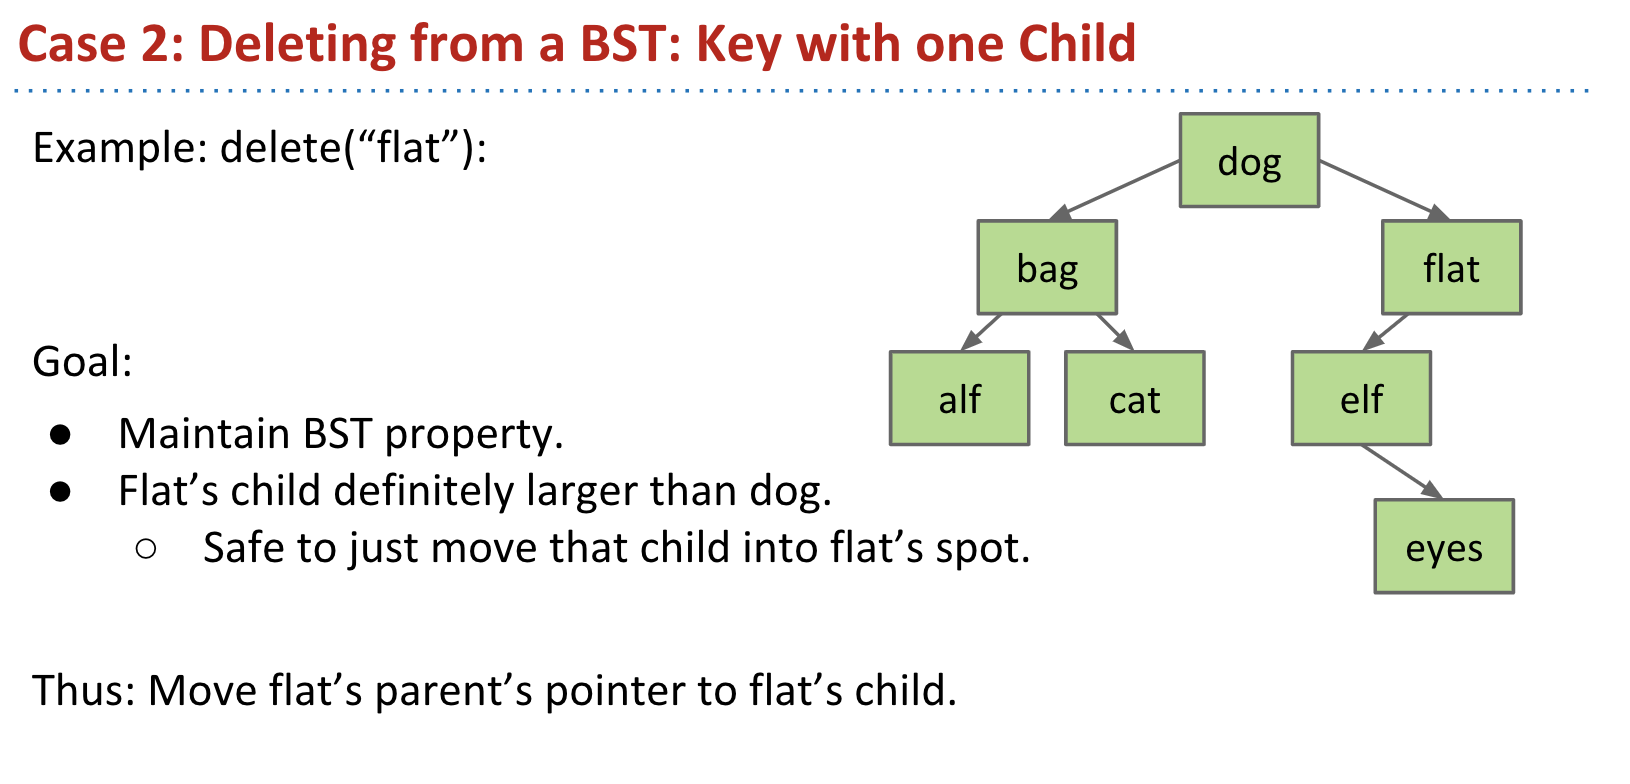 Case 2: Deleting from a BST: Key with one Child
Example: delete(“flat”):
dog
bag
flat
Goal:
alf
cat
elf
● Maintain BST property.
● Flat’s child definitely larger than dog.
○ Safe to just move that child into flat’s spot.
eyes
Thus: Move flat’s parent’s pointer to flat’s child.